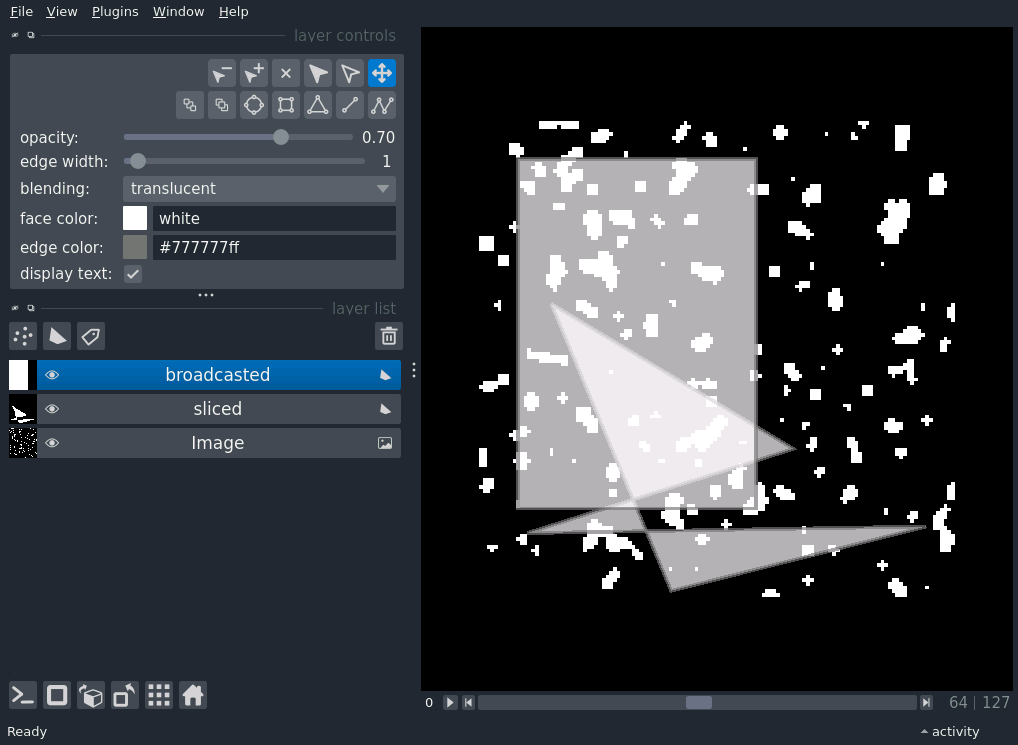 File View Plugins Window Help
layer controls
opacity: 0.70
edge width: 1
blending: translucent
face color: white
edge color: #777777ff
display text:
layer list
broadcasted
sliced
Image
0 64 | 127
Ready activity